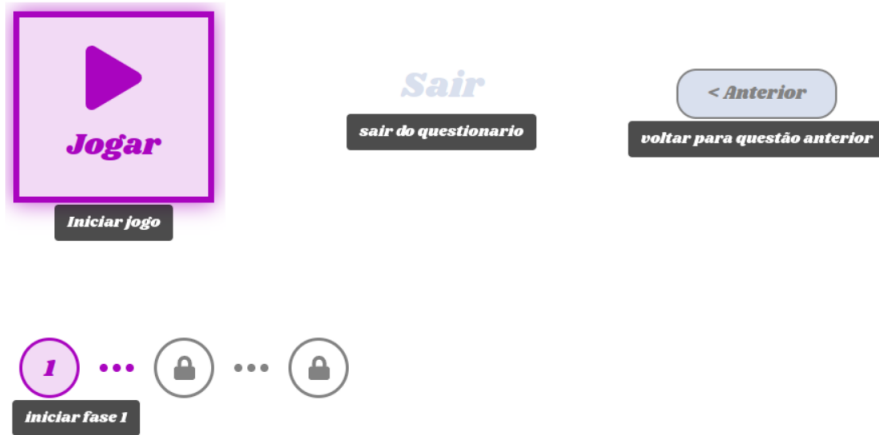 Jogar
Iniciar jogo
Sair
sair do questionario
< Anterior
voltar para questão anterior
1
iniciar fase 1